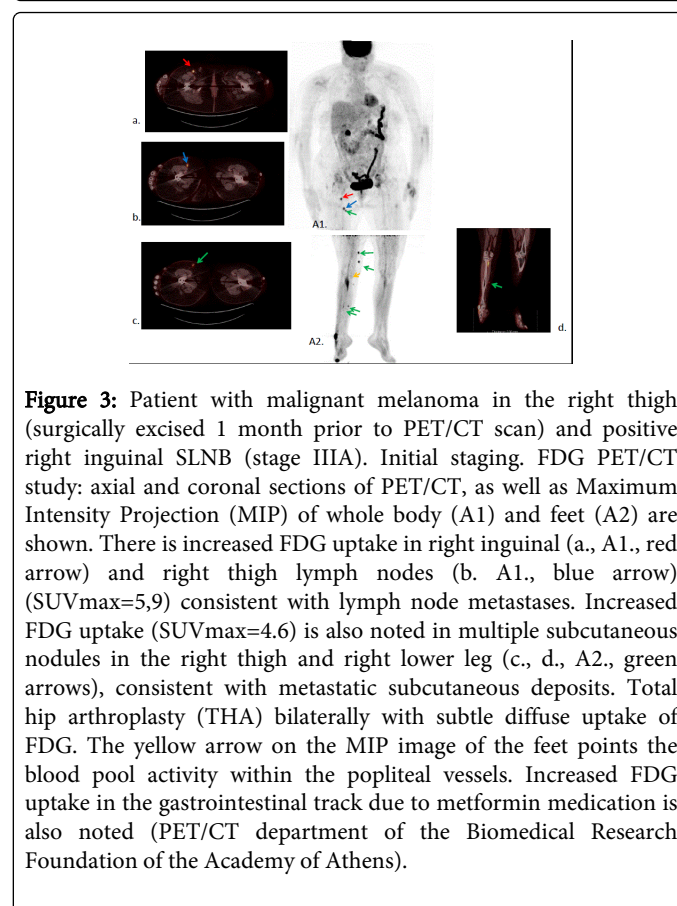 a.
b.
A1.
c.
d.
A2.
Figure 3: Patient with malignant melanoma in the right thigh
(surgically excised 1 month prior to PET/CT scan) and positive
right inguinal SLNB (stage IIIA). Initial staging. FDG PET/CT
study: axial and coronal sections of PET/CT, as well as Maximum
Intensity Projection (MIP) of whole body (A1) and feet (A2) are
shown. There is increased FDG uptake in right inguinal (a., A1., red
arrow) and right thigh lymph nodes (b. A1., blue arrow)
(SUVmax=5,9) consistent with lymph node metastases. Increased
FDG uptake (SUVmax=4.6) is also noted in multiple subcutaneous
nodules in the right thigh and right lower leg (c., d., A2., green
arrows), consistent with metastatic subcutaneous deposits. Total
hip arthroplasty (THA) bilaterally with subtle diffuse uptake of
FDG. The yellow arrow on the MIP image of the feet points the
blood pool activity within the popliteal vessels. Increased FDG
uptake in the gastrointestinal track due to metformin medication is
also noted (PET/CT department of the Biomedical Research
Foundation of the Academy of Athens).